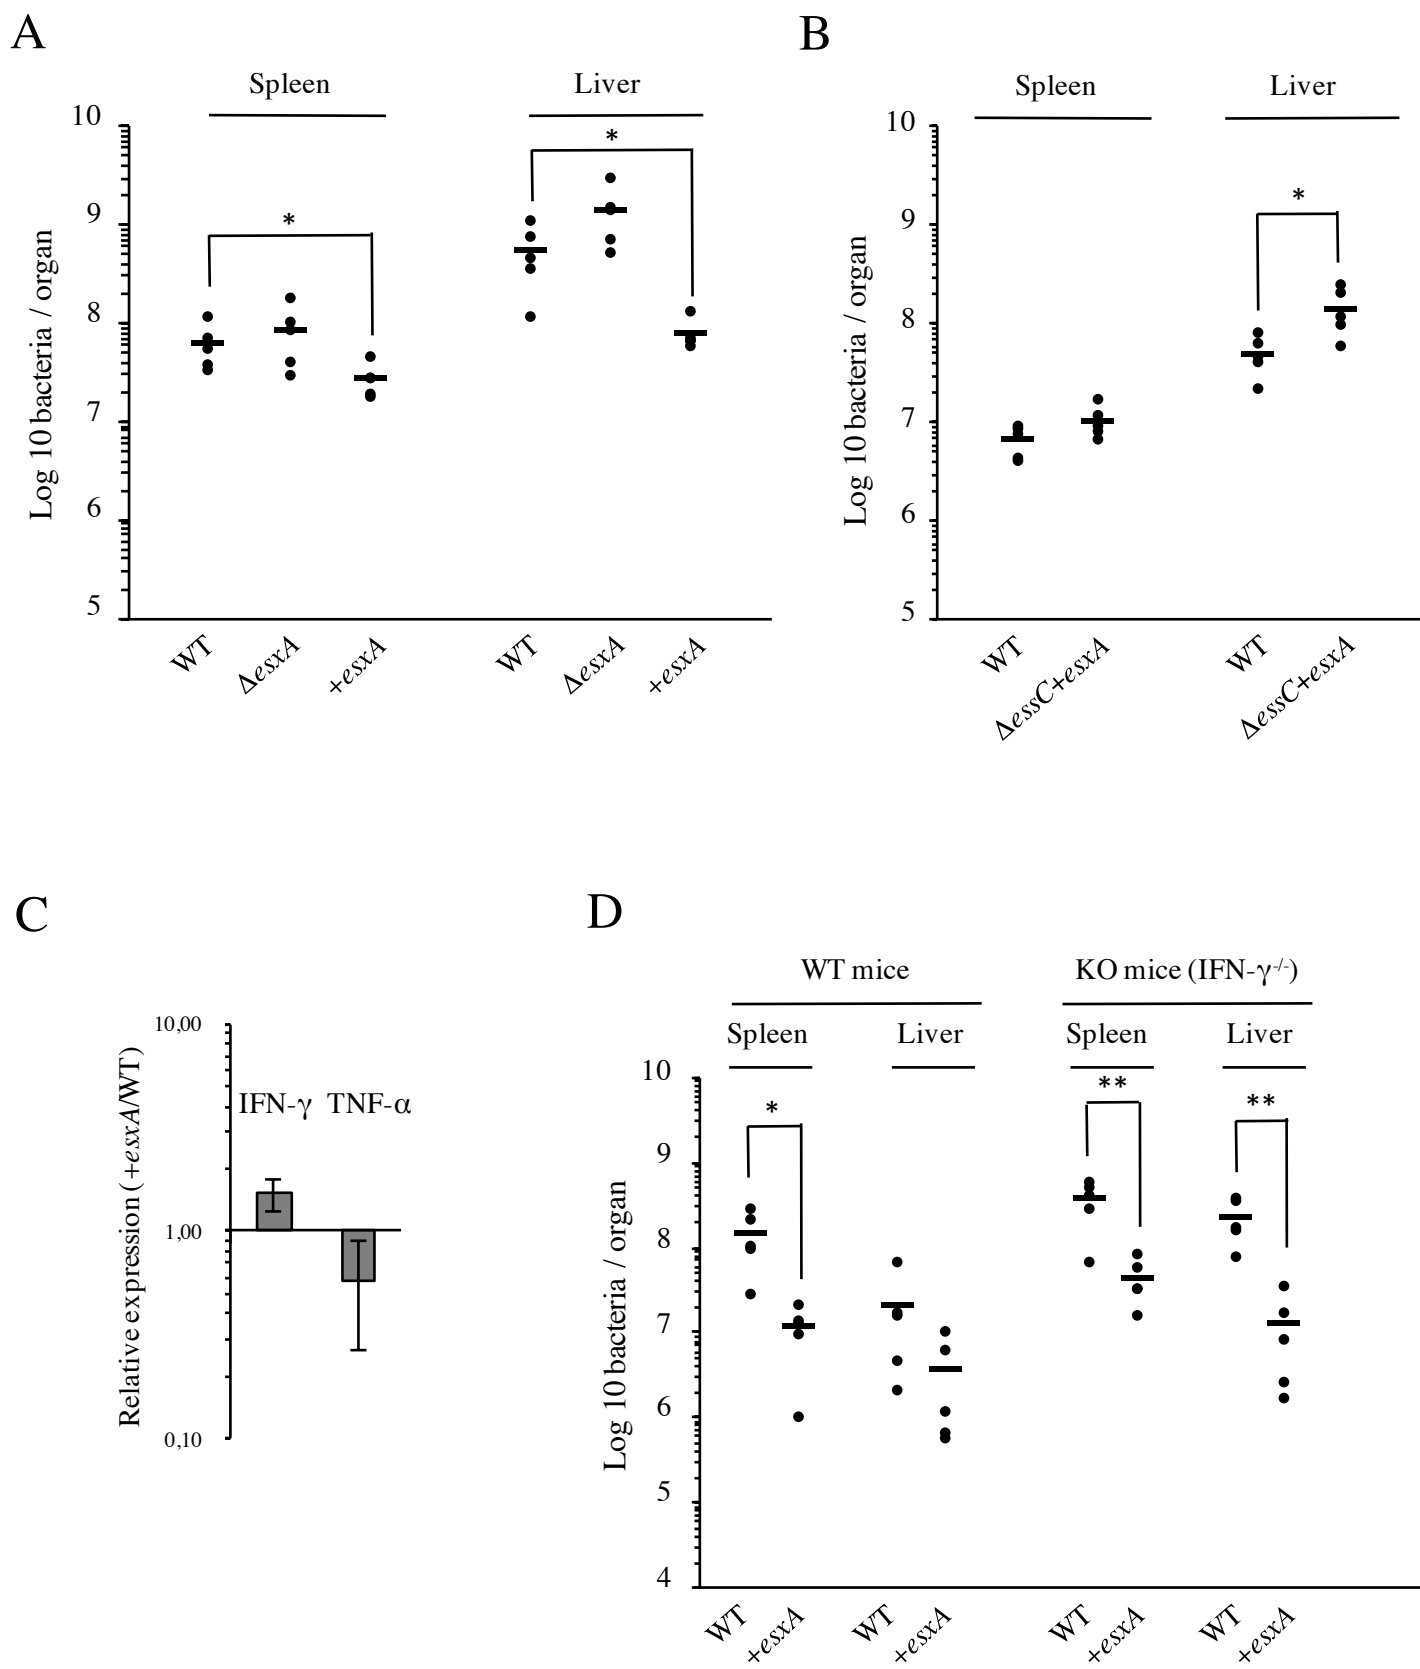 A
Spleen
Liver
10
9
8
7
6
5
Log 10 bacteria / organ
*
*
WT
ΔesxA
+esxA
WT
ΔesxA
+esxA
B
Spleen
Liver
10
9
8
7
6
5
Log 10 bacteria / organ
*
WT
ΔessC+esxA
WT
ΔessC+esxA
C
10,00
1,00
0,10
Relative expression (+esxA/WT)
IFN-γ TNF-α
D
WT mice
KO mice (IFN-γ-/-)
Spleen
Liver
Spleen
Liver
10
9
8
7
6
5
4
Log 10 bacteria / organ
*
**
**
WT
+esxA
WT
+esxA
WT
+esxA
WT
+esxA